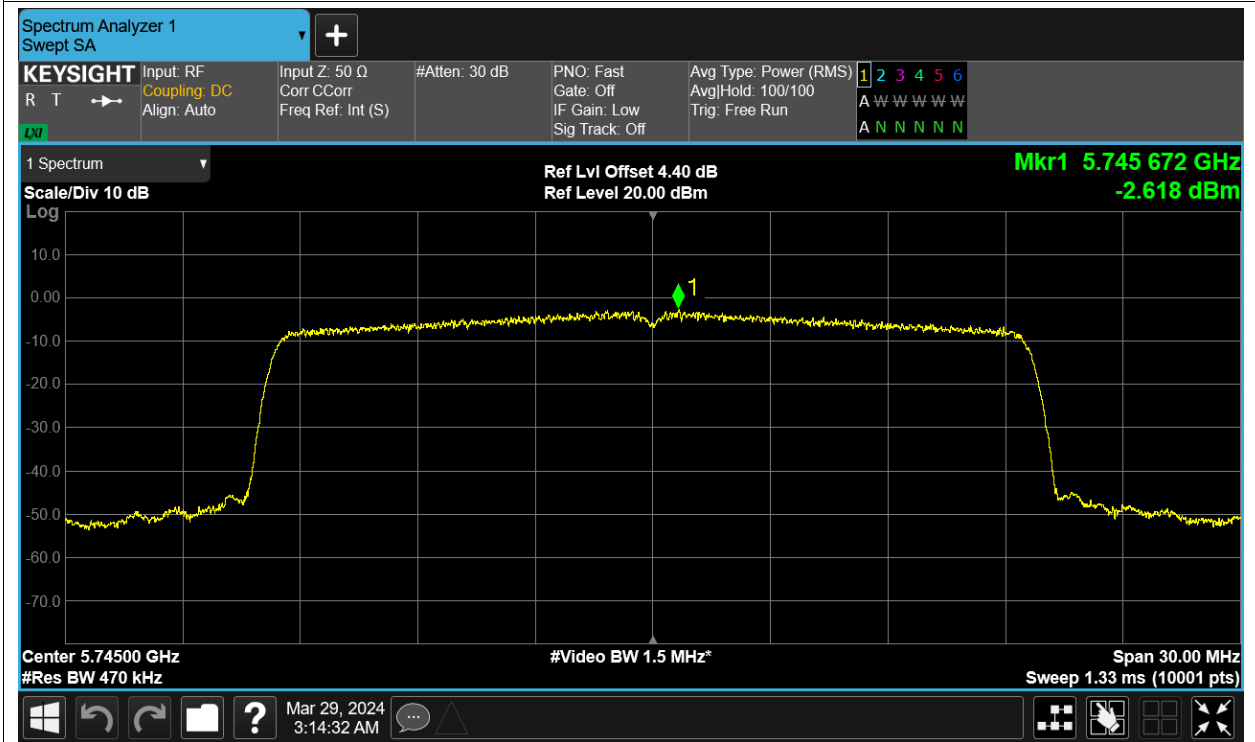 Spectrum Analyzer 1
Swept SA
+
KEYSIGHT Input: RF Input Z: 50 Ω #Atten: 30 dB PNO: Fast Avg Type: Power (RMS) 1 2 3 4 5 6
R T Coupling: DC Corr CCorr Gate: Off Avg|Hold: 100/100 A W W W W W
Align: Auto Freq Ref: Int (S) IF Gain: Low Trig: Free Run
LXI Sig Track: Off A N N N N N
1 Spectrum Ref Lvl Offset 4.40 dB Mkr1 5.745 672 GHz
Scale/Div 10 dB Ref Level 20.00 dBm -2.618 dBm
Log
10.0
1
0.00
-10.0
-20.0
-30.0
-40.0
-50.0
-60.0
-70.0
Center 5.74500 GHz #Video BW 1.5 MHz* Span 30.00 MHz
#Res BW 470 kHz Sweep 1.33 ms (10001 pts)
? Mar 29, 2024
3:14:32 AM